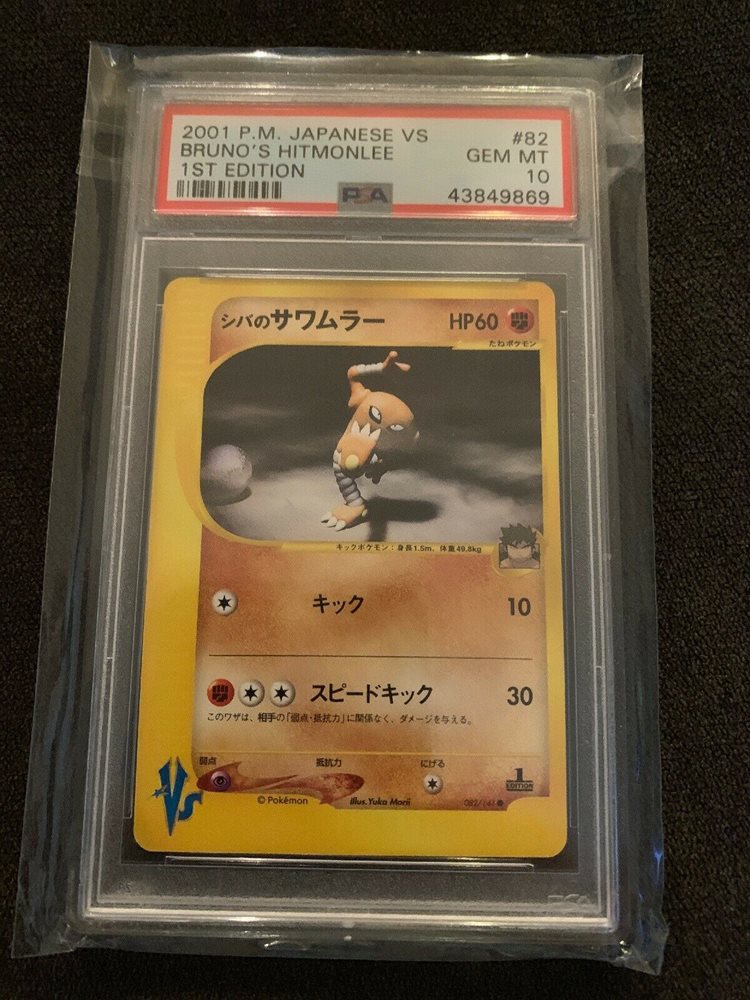 2001 P.M. JAPANESE VS #82
BRUNO'S HITMONLEE GEM MT
1ST EDITION 10
PSA 43849869
シバのサワムラー HP60
たねポケモン
キックポケモン：身長1.5m、体重49.8kg
キック 10
スピードキック 30
このワザは、相手の「弱点・抵抗力」に関係なく、ダメージを与える。
弱点 抵抗力 にげる
VS
1 EDITION
©Pokémon Illus. Yuka Morii 082/141